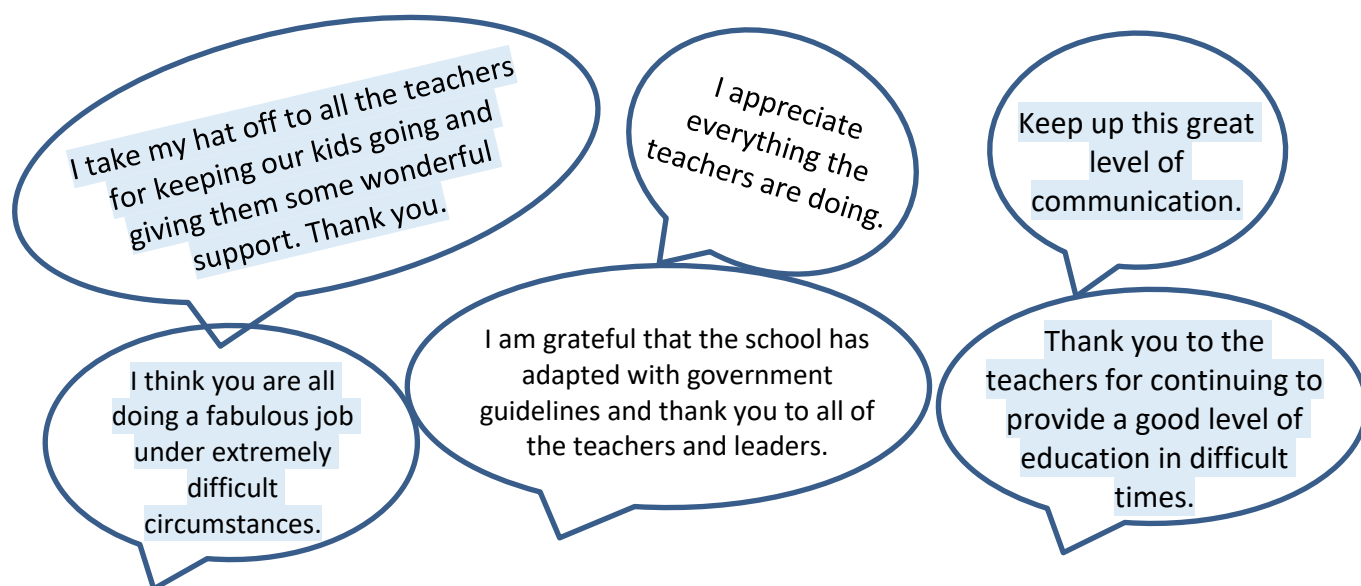 I take my hat off to all the teachers
for keeping our kids going and
giving them some wonderful
support. Thank you.
I appreciate
everything the
teachers are doing.
Keep up this great
level of
communication.
I think you are all
doing a fabulous job
under extremely
difficult
circumstances.
I am grateful that the school has
adapted with government
guidelines and thank you to all of
the teachers and leaders.
Thank you to the
teachers for continuing to
provide a good level of
education in difficult
times.